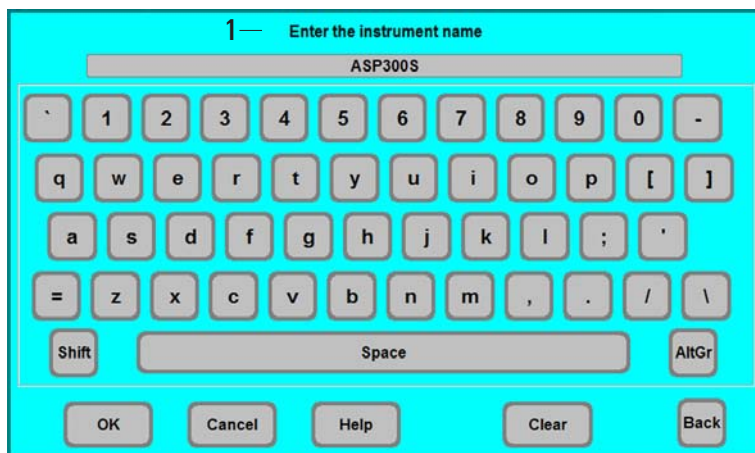 1 Enter the instrument name
ASP300S
` 1 2 3 4 5 6 7 8 9 0 -
q w e r t y u i o p [ ]
a s d f g h j k l ; '
= z x c v b n m , . / \
Shift Space AltGr
OK Cancel Help Clear Back